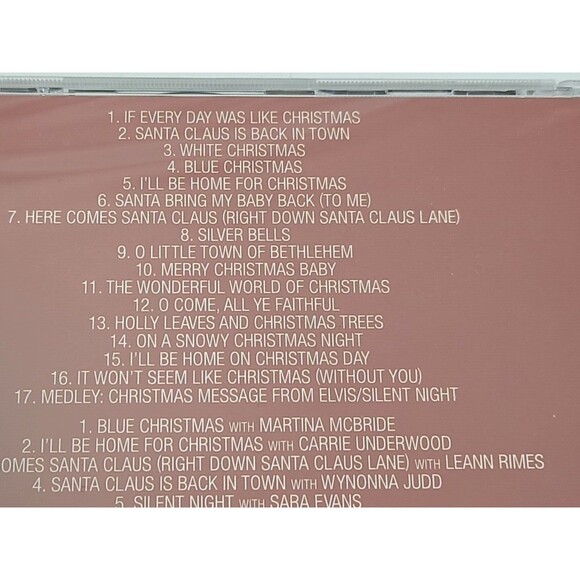 1. IF EVERY DAY WAS LIKE CHRISTMAS
2. SANTA CLAUS IS BACK IN TOWN
3. WHITE CHRISTMAS
4. BLUE CHRISTMAS
5. I'LL BE HOME FOR CHRISTMAS
6. SANTA BRING MY BABY BACK (TO ME)
7. HERE COMES SANTA CLAUS (RIGHT DOWN SANTA CLAUS LANE)
8. SILVER BELLS
9. O LITTLE TOWN OF BETHLEHEM
10. MERRY CHRISTMAS BABY
11. THE WONDERFUL WORLD OF CHRISTMAS
12. O COME, ALL YE FAITHFUL
13. HOLLY LEAVES AND CHRISTMAS TREES
14. ON A SNOWY CHRISTMAS NIGHT
15. I'LL BE HOME ON CHRISTMAS DAY
16. IT WON'T SEEM LIKE CHRISTMAS (WITHOUT YOU)
17. MEDLEY: CHRISTMAS MESSAGE FROM ELVIS/SILENT NIGHT
1. BLUE CHRISTMAS WITH MARTINA MCBRIDE
2. I'LL BE HOME FOR CHRISTMAS WITH CARRIE UNDERWOOD
OMES SANTA CLAUS (RIGHT DOWN SANTA CLAUS LANE) WITH LEANN RIMES
4. SANTA CLAUS IS BACK IN TOWN WITH WYNONNA JUDD
5. SILENT NIGHT WITH SARA EVANS